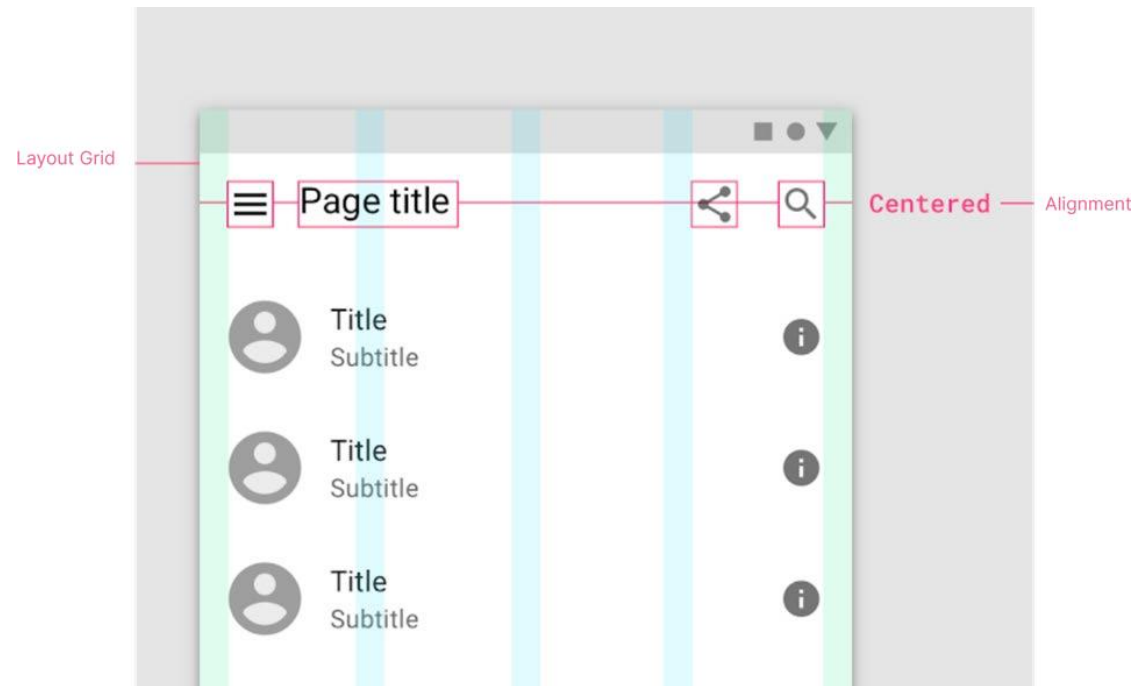 Layout Grid
Page title
Centered
Alignment
Title
Subtitle
Title
Subtitle
Title
Subtitle